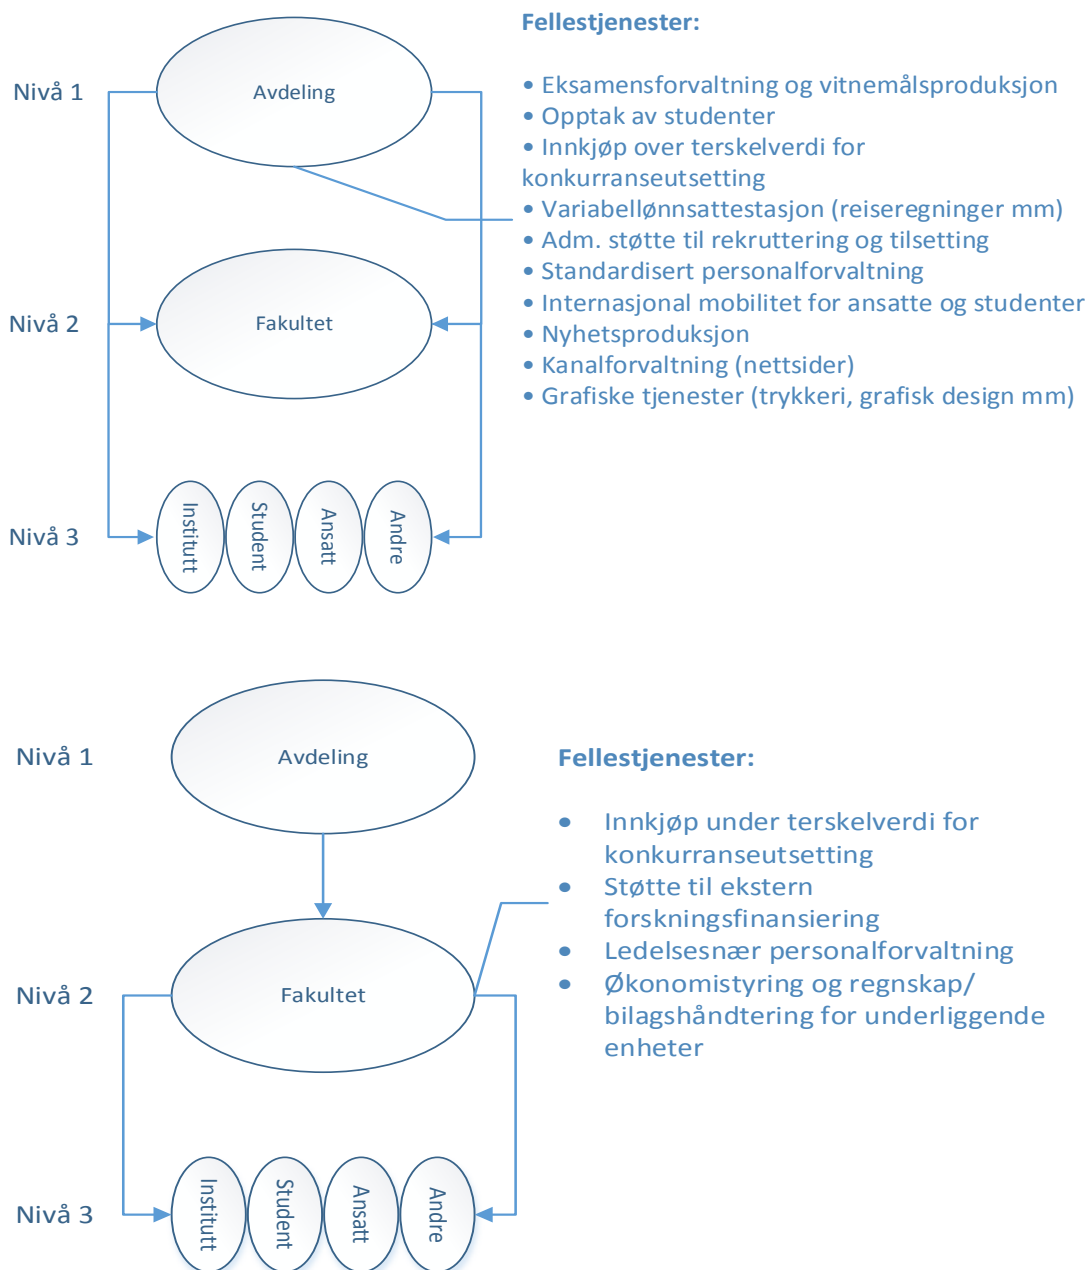 Fellestjenester:
Nivå 1
Avdeling
• Eksamensforvaltning og vitnemålsproduksjon
• Opptak av studenter
• Innkjøp over terskelverdi for
konkurranseutsetting
• Variabellønnsattestasjon (reiseregninger mm)
• Adm. støtte til rekruttering og tilsetting
• Standardisert personalforvaltning
• Internasjonal mobilitet for ansatte og studenter
• Nyhetsproduksjon
• Kanalforvaltning (nettsider)
• Grafiske tjenester (trykkeri, grafisk design mm)
Nivå 2
Fakultet
Nivå 3
Institutt
Student
Ansatt
Andre
Nivå 1
Avdeling
Fellestjenester:
• Innkjøp under terskelverdi for
konkurranseutsetting
• Støtte til ekstern
forskningsfinansiering
• Ledelsesnær personalforvaltning
• Økonomistyring og regnskap/
bilagshåndtering for underliggende
enheter
Nivå 2
Fakultet
Nivå 3
Institutt
Student
Ansatt
Andre